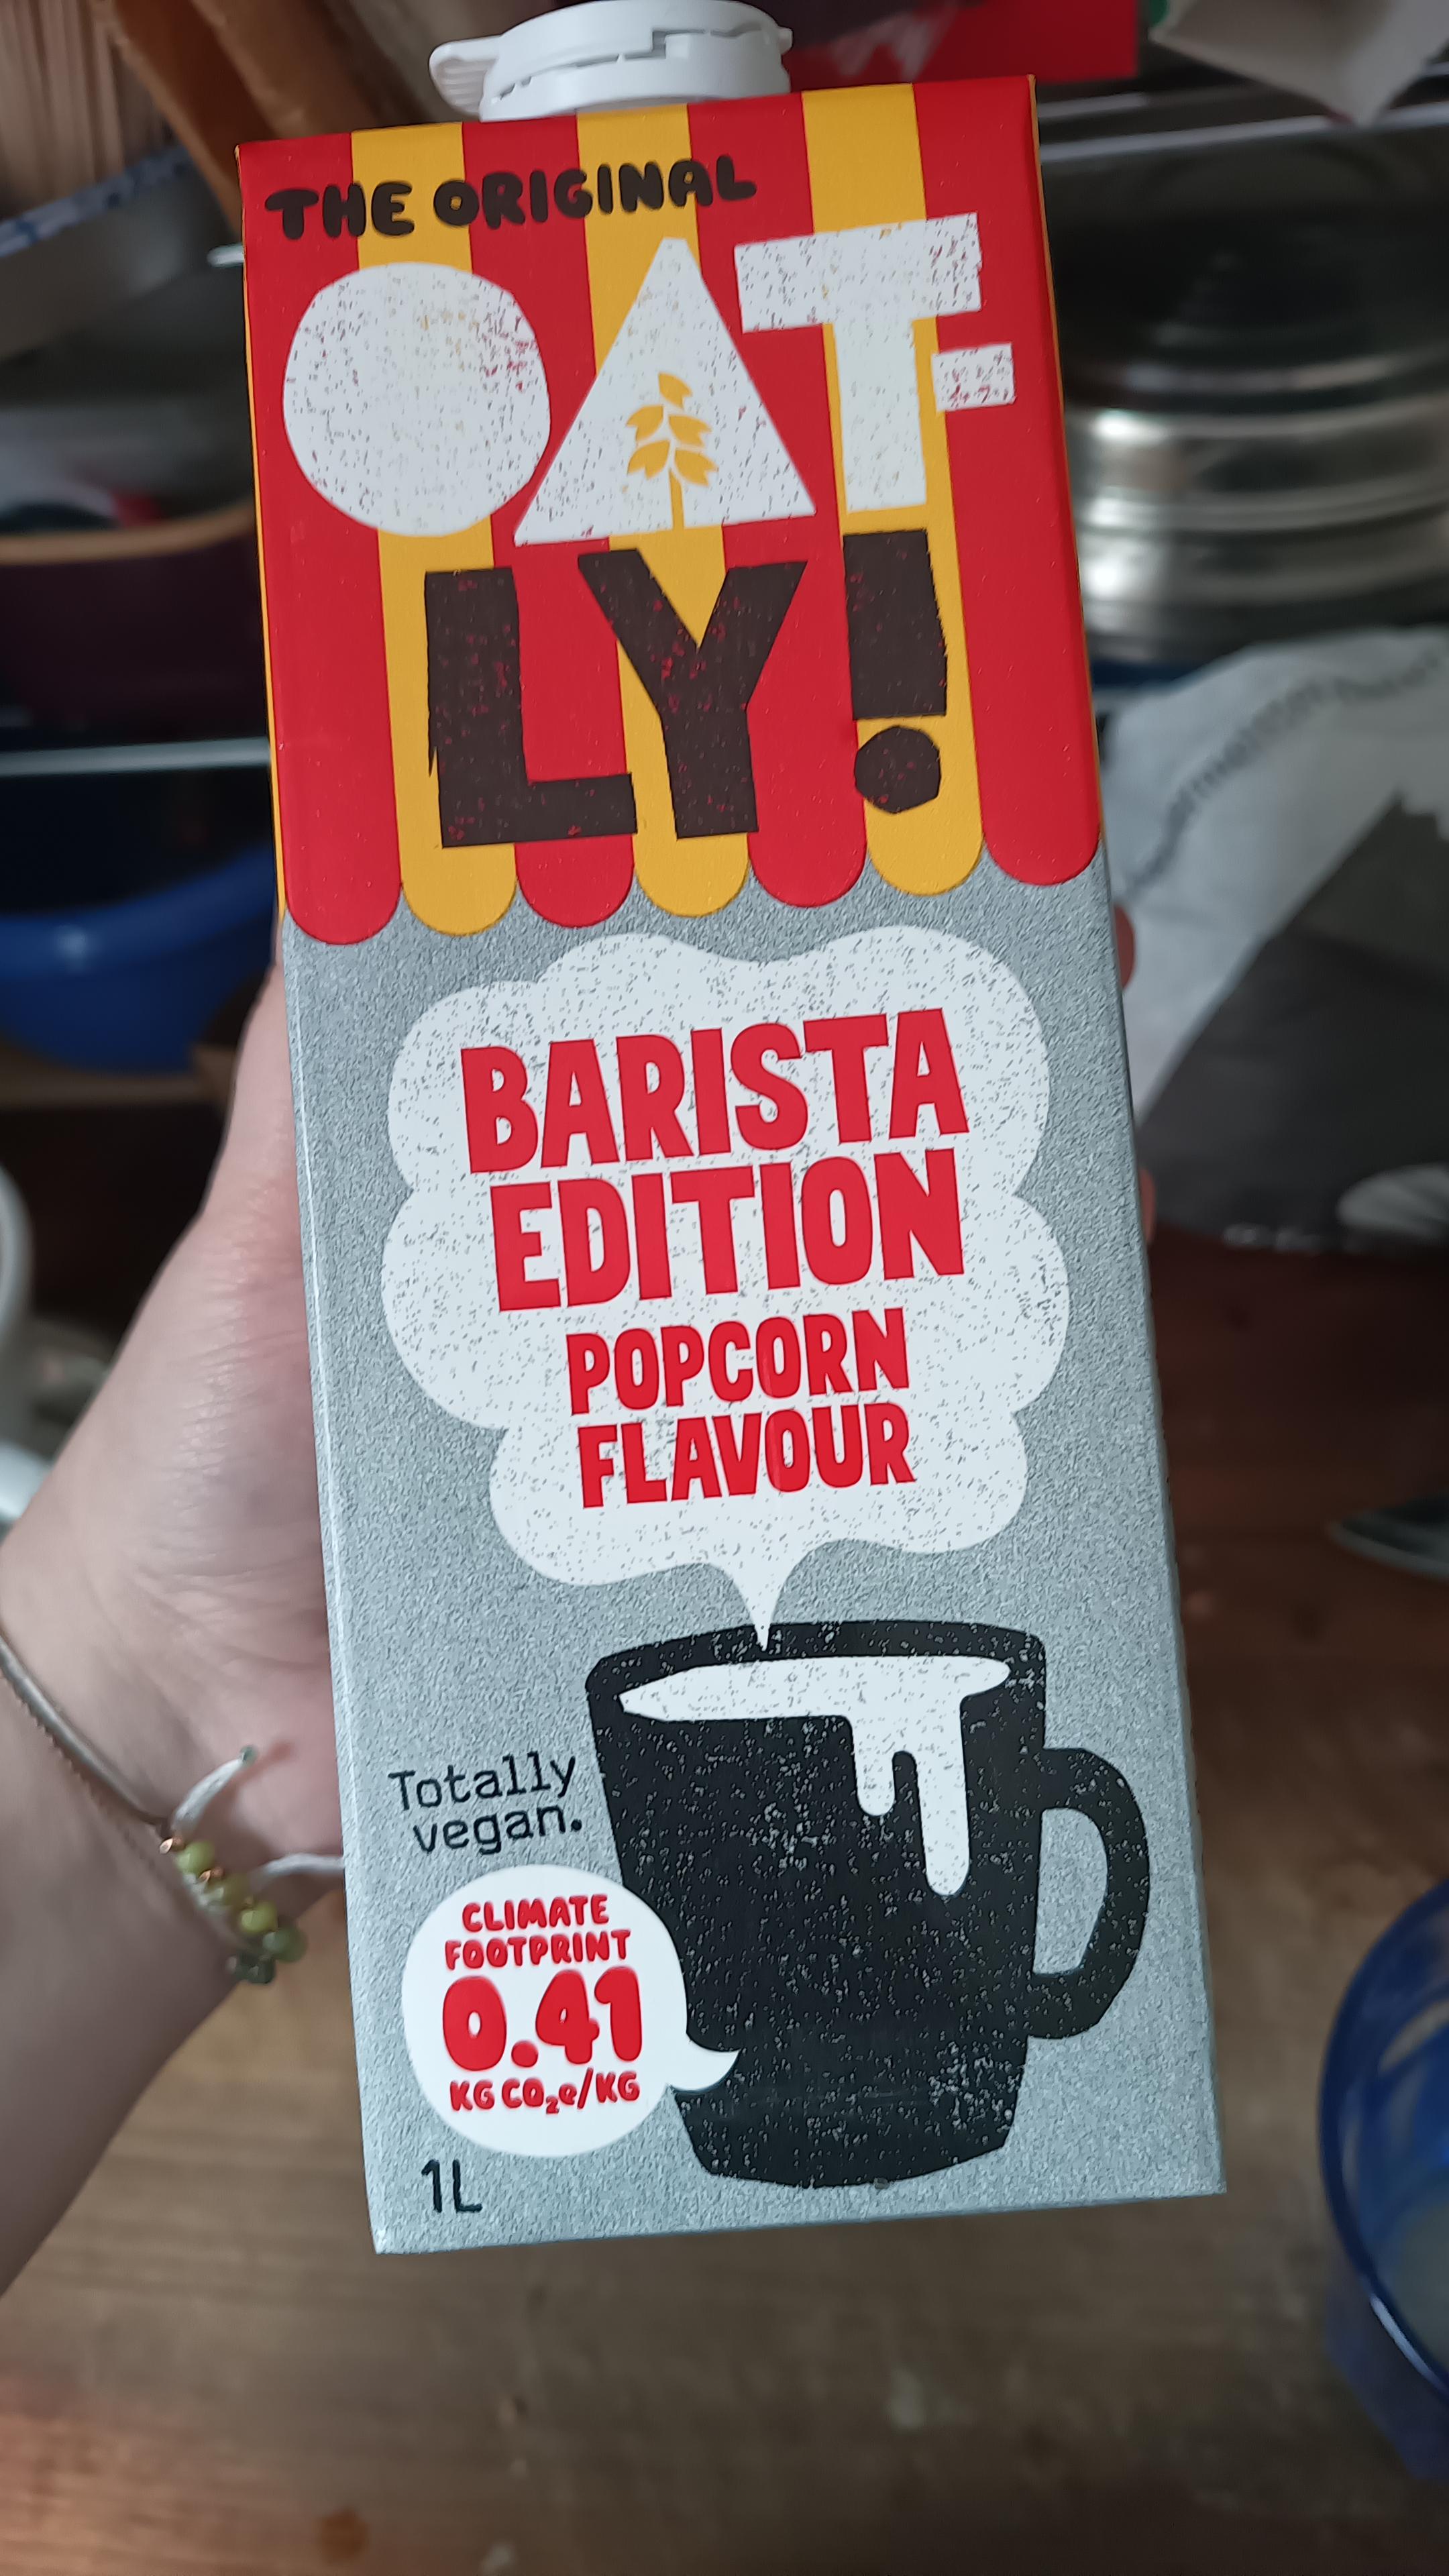 THE ORIGINAL
OAT-
LY!
BARISTA
EDITION
POPCORN
FLAVOUR
Totally
vegan.
CLIMATE
FOOTPRINT
0.41
KG CO₂e/KG
1L